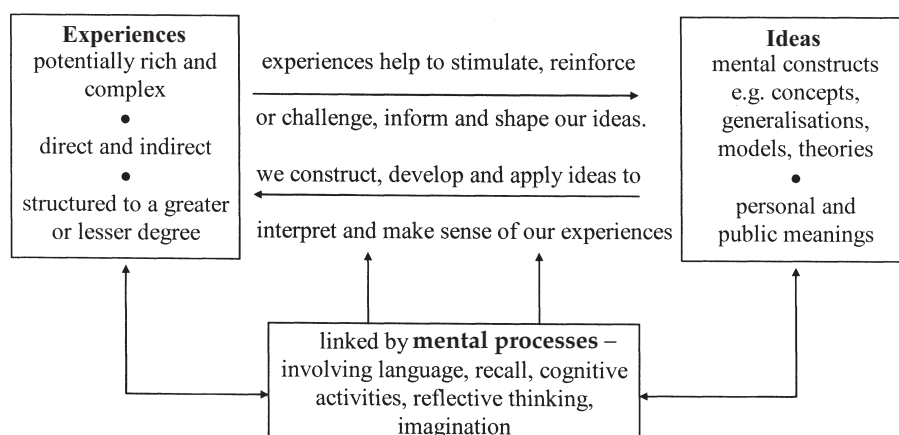 Experiences
potentially rich and
complex
•
direct and indirect
•
structured to a greater
or lesser degree
experiences help to stimulate, reinforce
or challenge, inform and shape our ideas.
we construct, develop and apply ideas to
interpret and make sense of our experiences
Ideas
mental constructs
e.g. concepts,
generalisations,
models, theories
•
personal and
public meanings
linked by mental processes –
involving language, recall, cognitive
activities, reflective thinking,
imagination